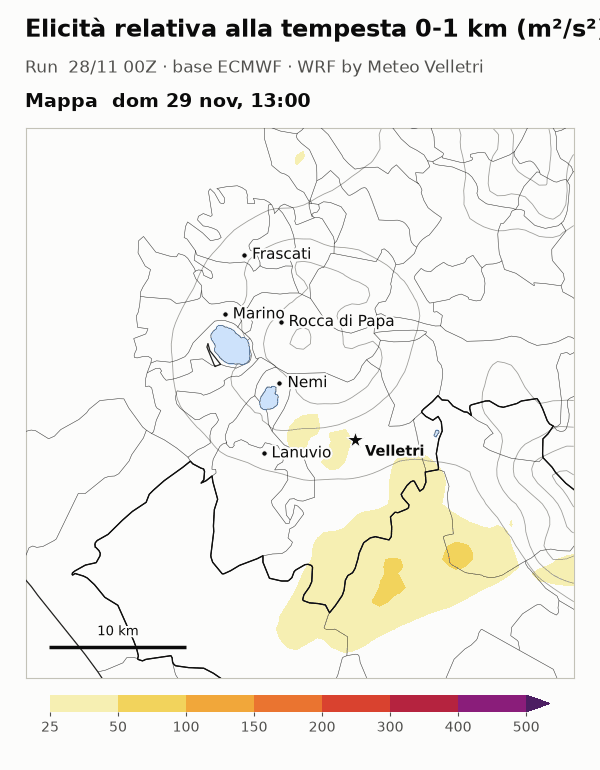 Elicità relativa alla tempesta 0-1 km (m²/s²)
Run 28/11 00Z · base ECMWF · WRF by Meteo Velletri
Mappa dom 29 nov, 13:00
Frascati
Marino
Rocca di Papa
Nemi
Velletri
Lanuvio
10 km
25 50 100 150 200 300 400 500